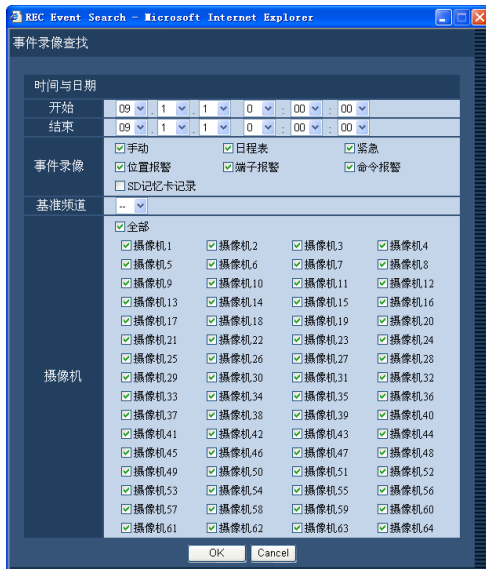 REC Event Search - Microsoft Internet Explorer
事件录像查找
时间与日期
开始 09 . 1 . 1 0 : 00 : 00
结束 09 . 1 . 1 0 : 00 : 00
事件录像 手动 日程表 紧急
位置报警 端子报警 命令报警
SD记忆卡记录
基准频道 --
全部
摄像机1 摄像机2 摄像机3 摄像机4
摄像机5 摄像机6 摄像机7 摄像机8
摄像机9 摄像机10 摄像机11 摄像机12
摄像机13 摄像机14 摄像机15 摄像机16
摄像机17 摄像机18 摄像机19 摄像机20
摄像机21 摄像机22 摄像机23 摄像机24
摄像机25 摄像机26 摄像机27 摄像机28
摄像机 摄像机29 摄像机30 摄像机31 摄像机32
摄像机33 摄像机34 摄像机35 摄像机36
摄像机37 摄像机38 摄像机39 摄像机40
摄像机41 摄像机42 摄像机43 摄像机44
摄像机45 摄像机46 摄像机47 摄像机48
摄像机49 摄像机50 摄像机51 摄像机52
摄像机53 摄像机54 摄像机55 摄像机56
摄像机57 摄像机58 摄像机59 摄像机60
摄像机61 摄像机62 摄像机63 摄像机64
OK Cancel